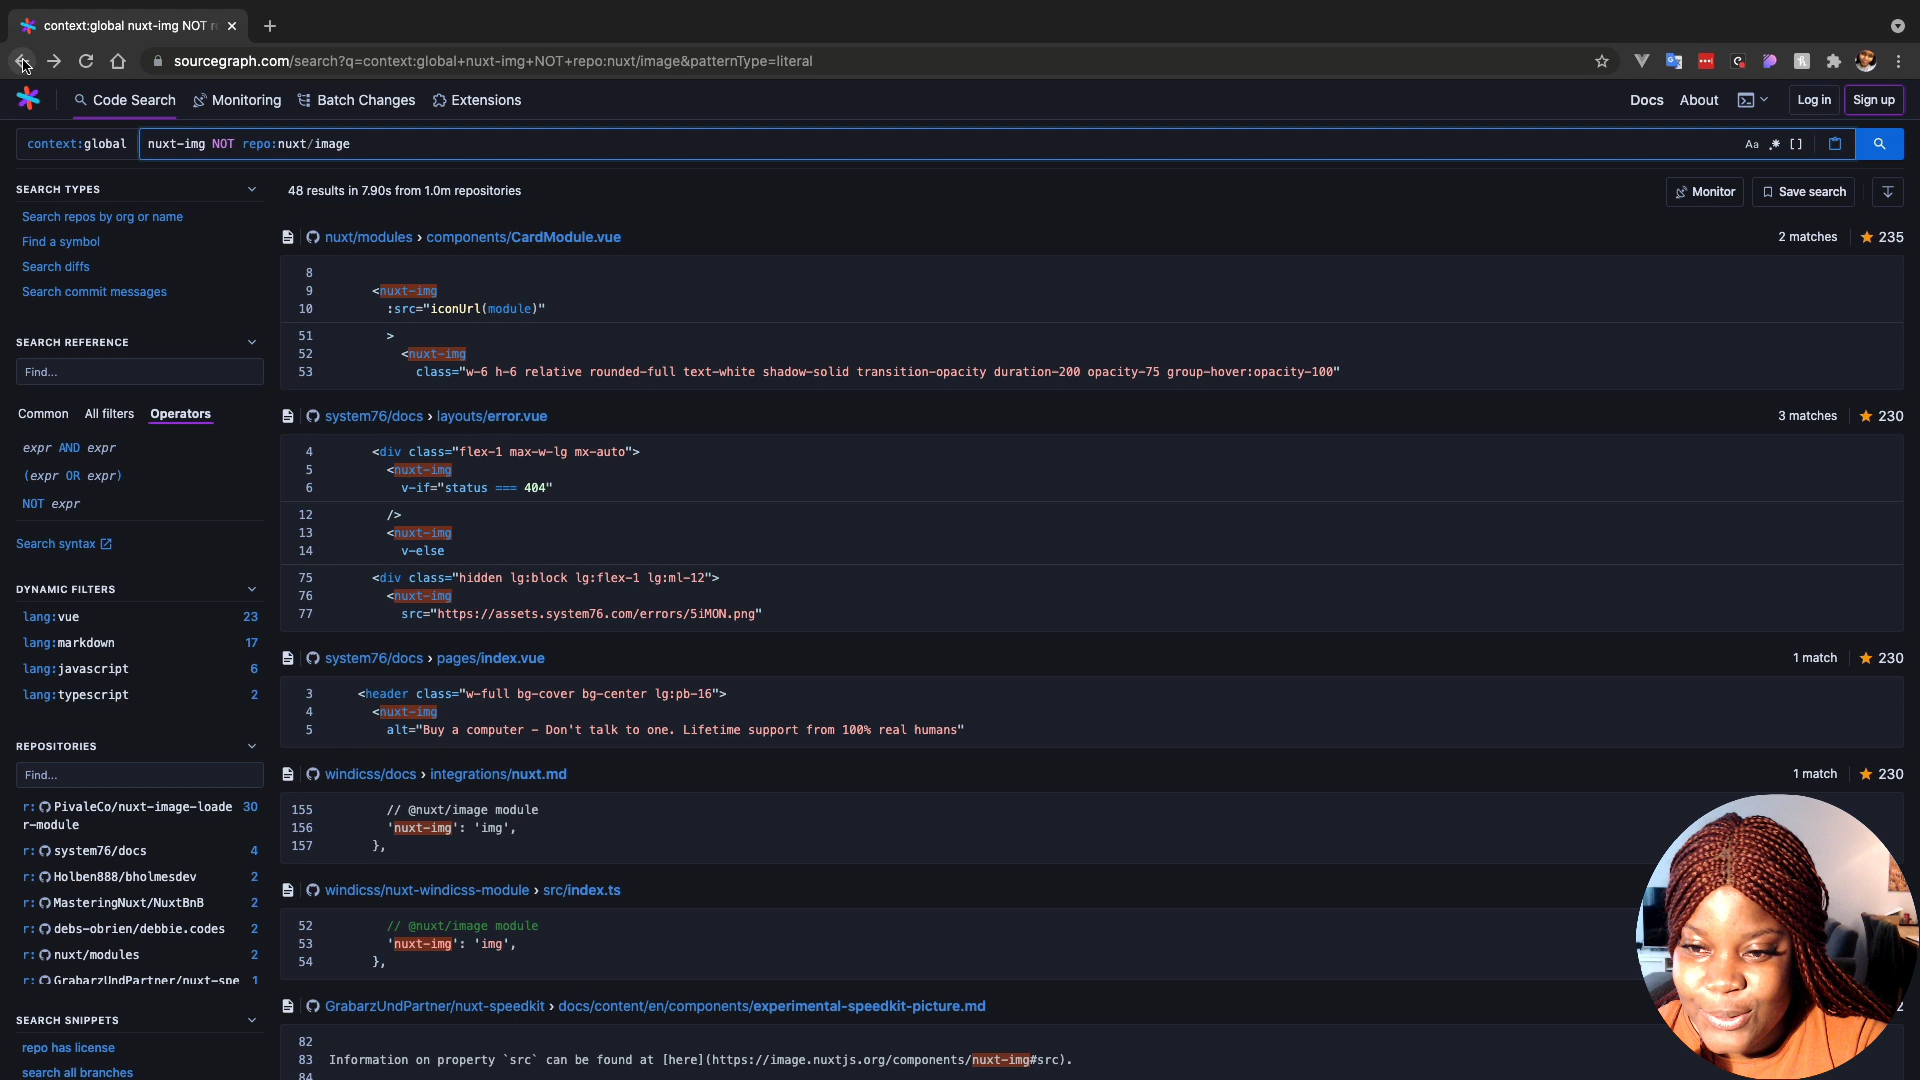 context:global nuxt-img NOT r
sourcegraph.com/search?q=context:global+nuxt-img+NOT+repo:nuxt/image&patternType=literal
Code Search Monitoring Batch Changes Extensions Docs About Log in Sign up
context:global nuxt-img NOT repo:nuxt/image Aa .* []
SEARCH TYPES
Search repos by org or name
Find a symbol
Search diffs
Search commit messages
SEARCH REFERENCE
Find...
Common All filters Operators
expr AND expr
(expr OR expr)
NOT expr
Search syntax
DYNAMIC FILTERS
lang:vue 23
lang:markdown 17
lang:javascript 6
lang:typescript 2
REPOSITORIES
Find...
r: PivaleCo/nuxt-image-loade 30
r-module
r: system76/docs 4
r: Holben888/bholmesdev 2
r: MasteringNuxt/NuxtBnB 2
r: debs-obrien/debbie.codes 2
r: nuxt/modules 2
r: GrabarzUndPartner/nuxt-spe 1
SEARCH SNIPPETS
repo has license
search all branches
48 results in 7.90s from 1.0m repositories Monitor Save search
nuxt/modules › components/CardModule.vue 2 matches 235
8
9 <nuxt-img
10 :src="iconUrl(module)"
51 >
52 <nuxt-img
53 class="w-6 h-6 relative rounded-full text-white shadow-solid transition-opacity duration-200 opacity-75 group-hover:opacity-100"
system76/docs › layouts/error.vue 3 matches 230
4 <div class="flex-1 max-w-lg mx-auto">
5 <nuxt-img
6 v-if="status === 404"
12 />
13 <nuxt-img
14 v-else
75 <div class="hidden lg:block lg:flex-1 lg:ml-12">
76 <nuxt-img
77 src="https://assets.system76.com/errors/5iMON.png"
system76/docs › pages/index.vue 1 match 230
3 <header class="w-full bg-cover bg-center lg:pb-16">
4 <nuxt-img
5 alt="Buy a computer – Don't talk to one. Lifetime support from 100% real humans"
windicss/docs › integrations/nuxt.md 1 match 230
155 // @nuxt/image module
156 'nuxt-img': 'img',
157 },
windicss/nuxt-windicss-module › src/index.ts
52 // @nuxt/image module
53 'nuxt-img': 'img',
54 },
GrabarzUndPartner/nuxt-speedkit › docs/content/en/components/experimental-speedkit-picture.md
82
83 Information on property `src` can be found at [here](https://image.nuxtjs.org/components/nuxt-img#src).
84